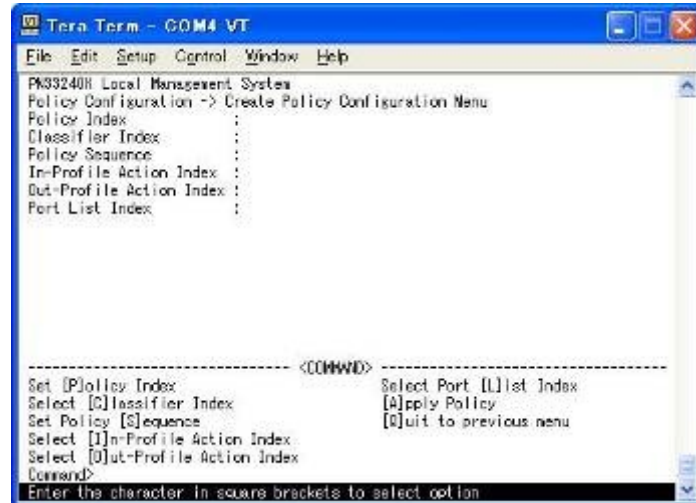 Tera Term - COM4 VT
File Edit Setup Control Window Help
PN33240H Local Management System
Policy Configuration -> Create Policy Configuration Menu
Policy Index :
Classifier Index :
Policy Sequence :
In-Profile Action Index :
Out-Profile Action Index :
Port List Index :
------------------------------- <COMMAND> ---------------------------------
Set [P]olicy Index Select Port [L]list Index
Select [C]lassifier Index [A]pply Policy
Set Policy [S]equence [Q]uit to previous menu
Select [I]n-Profile Action Index
Select [O]ut-Profile Action Index
Command>
Enter the character in square brackets to select option